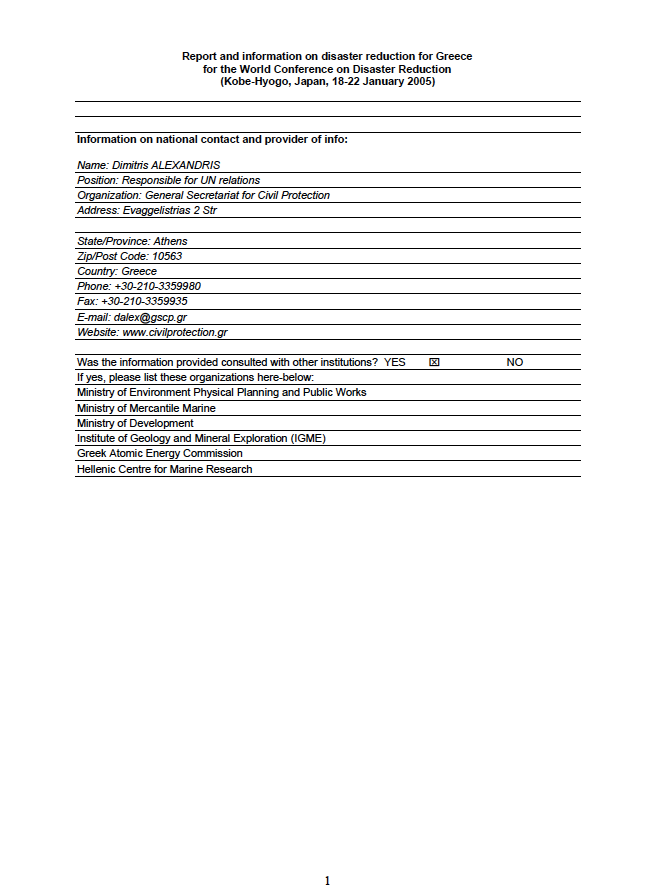 Report and information on disaster reduction for Greece
for the World Conference on Disaster Reduction
(Kobe-Hyogo, Japan, 18-22 January 2005)
Information on national contact and provider of info:
Name: Dimitris ALEXANDRIS
Position: Responsible for UN relations
Organization: General Secretariat for Civil Protection
Address: Evaggelistrias 2 Str
State/Province: Athens
Zip/Post Code: 10563
Country: Greece
Phone: +30-210-3359980
Fax: +30-210-3359935
E-mail: dalex@gscp.gr
Website: www.civilprotection.gr
Was the information provided consulted with other institutions? YES ☒ NO
If yes, please list these organizations here-below:
Ministry of Environment Physical Planning and Public Works
Ministry of Mercantile Marine
Ministry of Development
Institute of Geology and Mineral Exploration (IGME)
Greek Atomic Energy Commission
Hellenic Centre for Marine Research
1